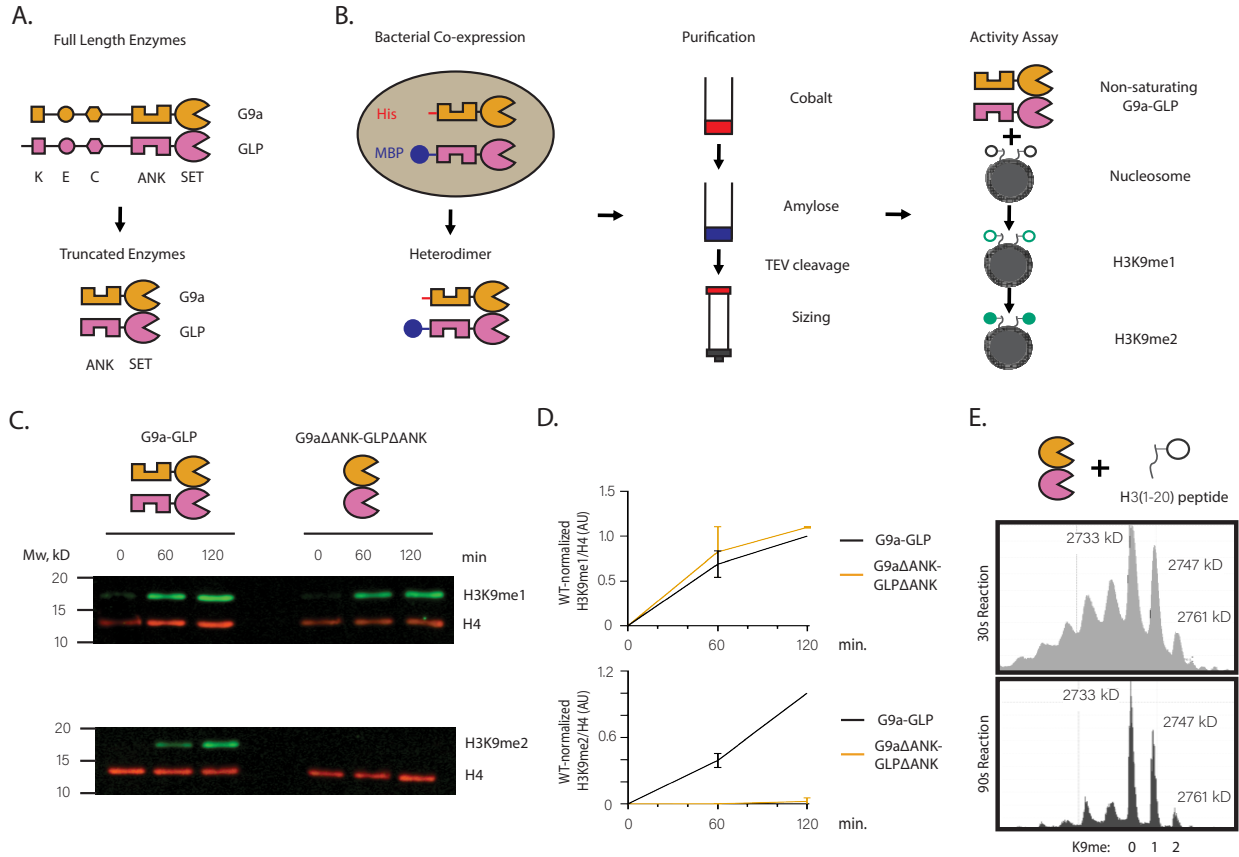 A.
Full Length Enzymes
G9a
GLP
K E C ANK SET
Truncated Enzymes
G9a
GLP
ANK SET
B.
Bacterial Co-expression
His
MBP
Heterodimer
Purification
Cobalt
Amylose
TEV cleavage
Sizing
Activity Assay
Non-saturating
G9a-GLP
Nucleosome
H3K9me1
H3K9me2
C.
G9a-GLP
G9aΔANK-GLPΔANK
Mw, kD 0 60 120 0 60 120 min
20
15
10
H3K9me1
H4
20
15
10
H3K9me2
H4
D.
WT-normalized
H3K9me1/H4 (AU)
1.5
1.0
0.5
0
0 60 120 min.
G9a-GLP
G9aΔANK-
GLPΔANK
WT-normalized
H3K9me2/H4 (AU)
1.2
0.8
0.4
0
0 60 120 min.
G9a-GLP
G9aΔANK-
GLPΔANK
E.
H3(1-20) peptide
30s Reaction
2733 kD
2747 kD
2761 kD
90s Reaction
2733 kD
2747 kD
2761 kD
K9me: 0 1 2